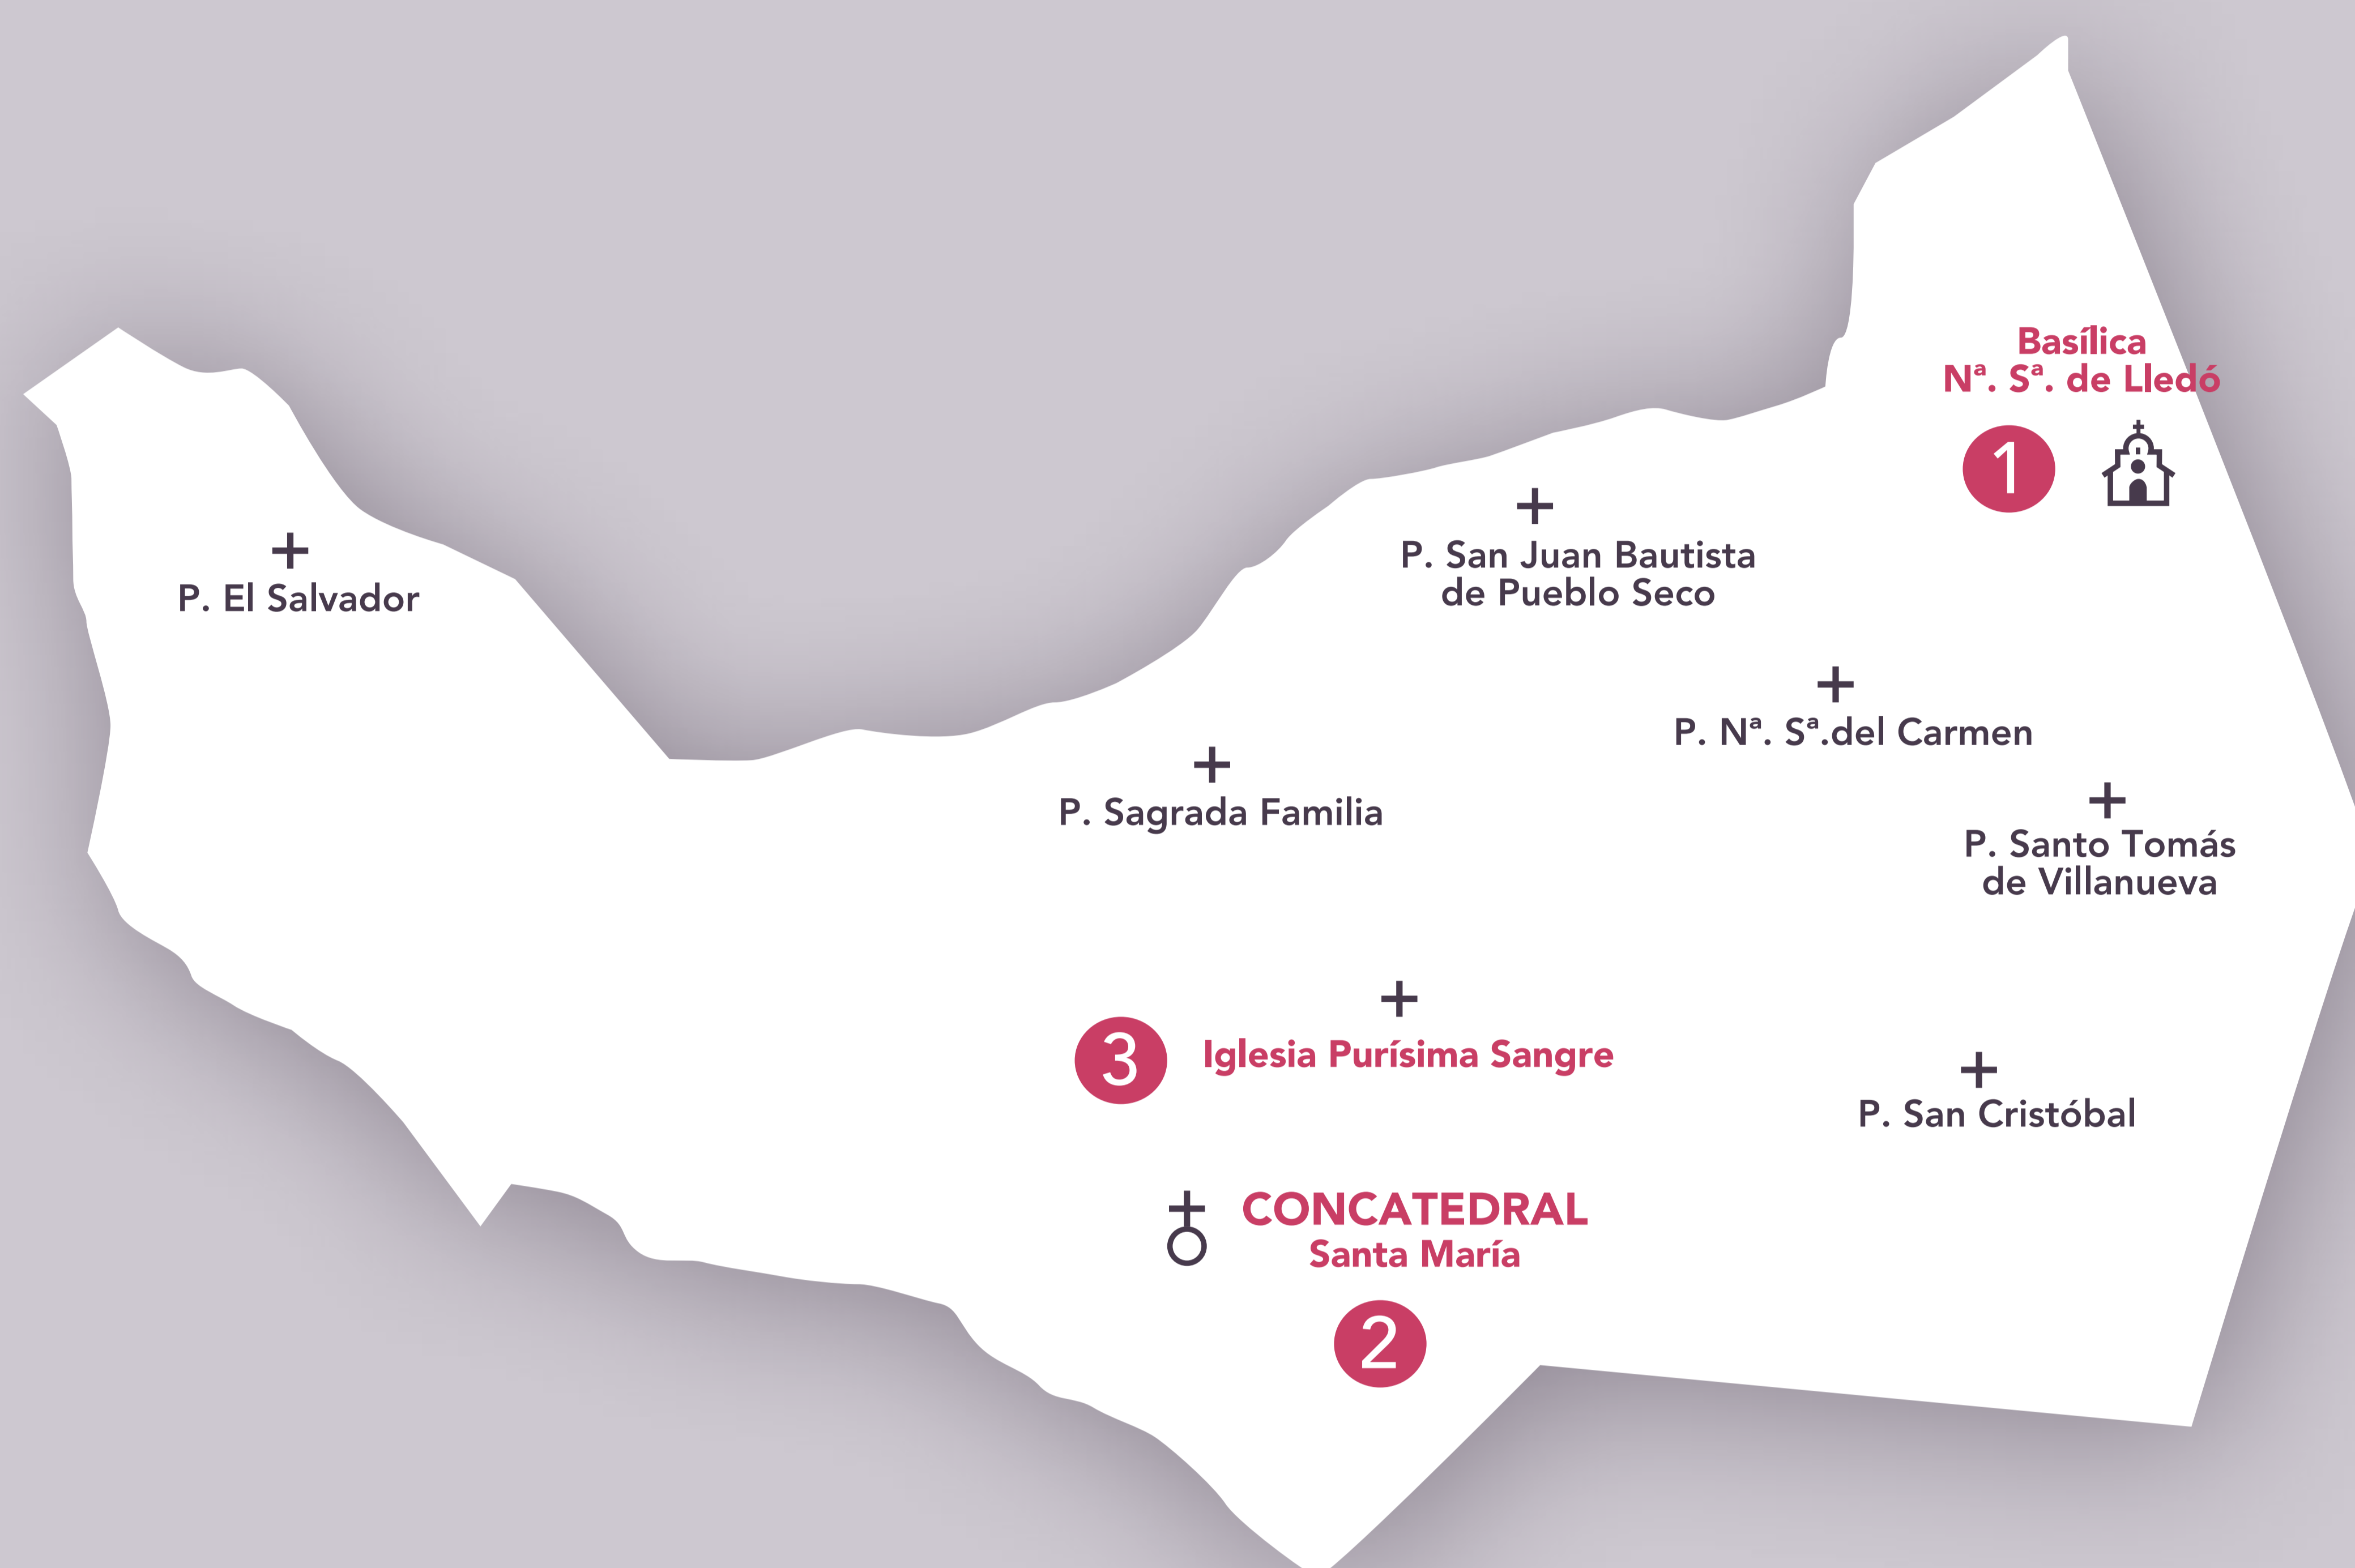 Basílica
Nª. Sª. de Lledó
1
P. San Juan Bautista
de Pueblo Seco
P. El Salvador
P. Nª. Sª.del Carmen
P. Sagrada Familia
P. Santo Tomás
de Villanueva
3
Iglesia Purísima Sangre
P. San Cristóbal
CONCATEDRAL
Santa María
2